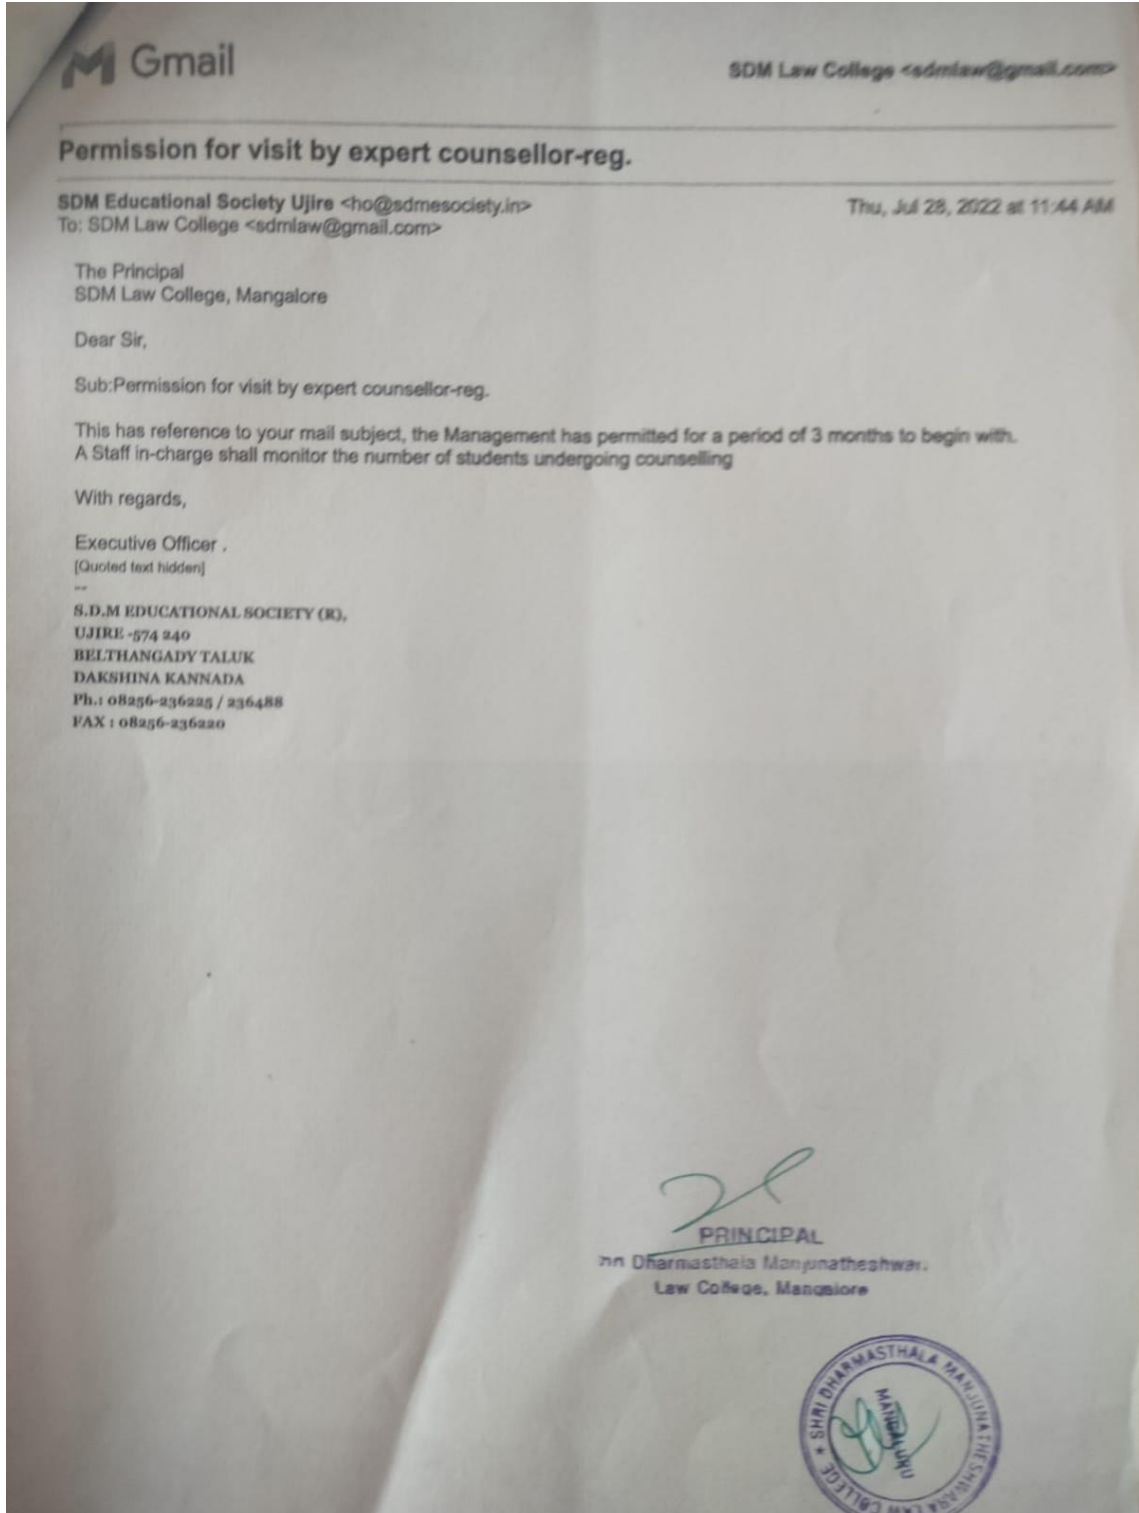 Gmail
SDM Law College <sdmlaw@gmail.com>
Permission for visit by expert counsellor-reg.
SDM Educational Society Ujire <ho@sdmesociety.in>
Thu, Jul 28, 2022 at 11:44 AM
To: SDM Law College <sdmlaw@gmail.com>
The Principal
SDM Law College, Mangalore
Dear Sir,
Sub:Permission for visit by expert counsellor-reg.
This has reference to your mail subject, the Management has permitted for a period of 3 months to begin with.
A Staff in-charge shall monitor the number of students undergoing counselling
With regards,
Executive Officer .
[Quoted text hidden]
--
S.D.M EDUCATIONAL SOCIETY (R),
UJIRE -574 240
BELTHANGADY TALUK
DAKSHINA KANNADA
Ph.: 08256-236225 / 236488
FAX : 08256-236220
PRINCIPAL
Dharmasthala Manjunatheshwar
Law College, Mangalore
SHRI DHARMASTHALA MANJUNATHESHWARA LAW COLLEGE *
MANGALURU